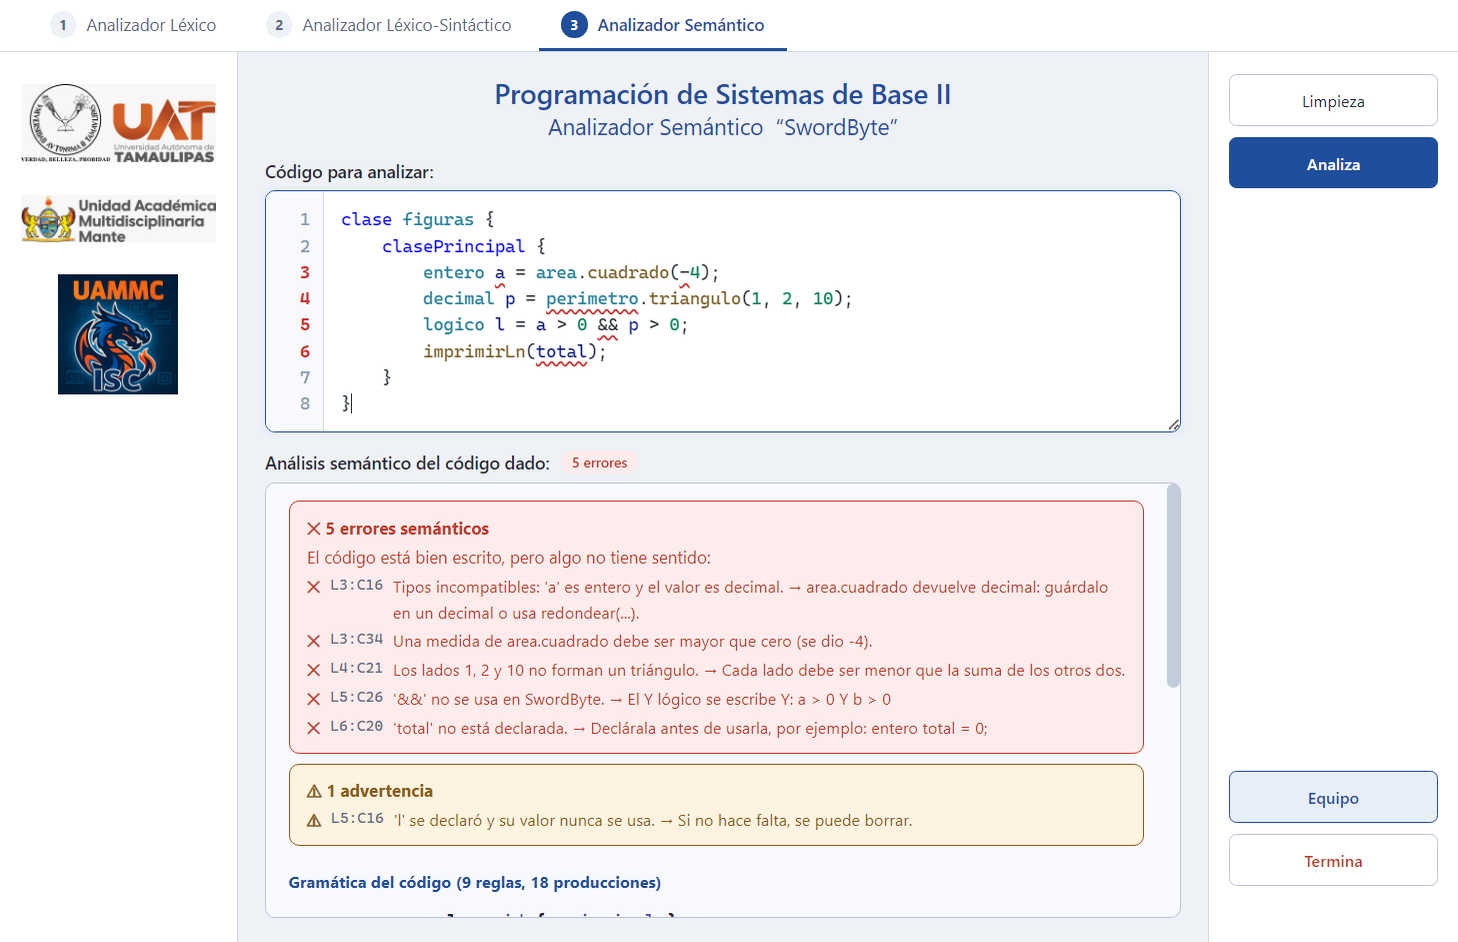 1 Analizador Léxico
2 Analizador Léxico-Sintáctico
3 Analizador Semántico
UNIVERSIDAD AUTONOMA DE TAMAULIPAS
VERDAD, BELLEZA, PROBIDAD
UAT
Universidad Autónoma de
TAMAULIPAS
Unidad Académica
Multidisciplinaria
Mante
UAMMC
ISC
Programación de Sistemas de Base II
Analizador Semántico “SwordByte”
Código para analizar:
1 clase figuras {
2 clasePrincipal {
3 entero a = area.cuadrado(-4);
4 decimal p = perimetro.triangulo(1, 2, 10);
5 logico l = a > 0 && p > 0;
6 imprimirLn(total);
7 }
8 }
Análisis semántico del código dado: 5 errores
5 errores semánticos
El código está bien escrito, pero algo no tiene sentido:
L3:C16 Tipos incompatibles: 'a' es entero y el valor es decimal. → area.cuadrado devuelve decimal: guárdalo
en un decimal o usa redondear(...).
L3:C34 Una medida de area.cuadrado debe ser mayor que cero (se dio -4).
L4:C21 Los lados 1, 2 y 10 no forman un triángulo. → Cada lado debe ser menor que la suma de los otros dos.
L5:C26 '&&' no se usa en SwordByte. → El Y lógico se escribe Y: a > 0 Y b > 0
L6:C20 'total' no está declarada. → Declárala antes de usarla, por ejemplo: entero total = 0;
1 advertencia
L5:C16 'l' se declaró y su valor nunca se usa. → Si no hace falta, se puede borrar.
Gramática del código (9 reglas, 18 producciones)
Limpieza
Analiza
Equipo
Termina